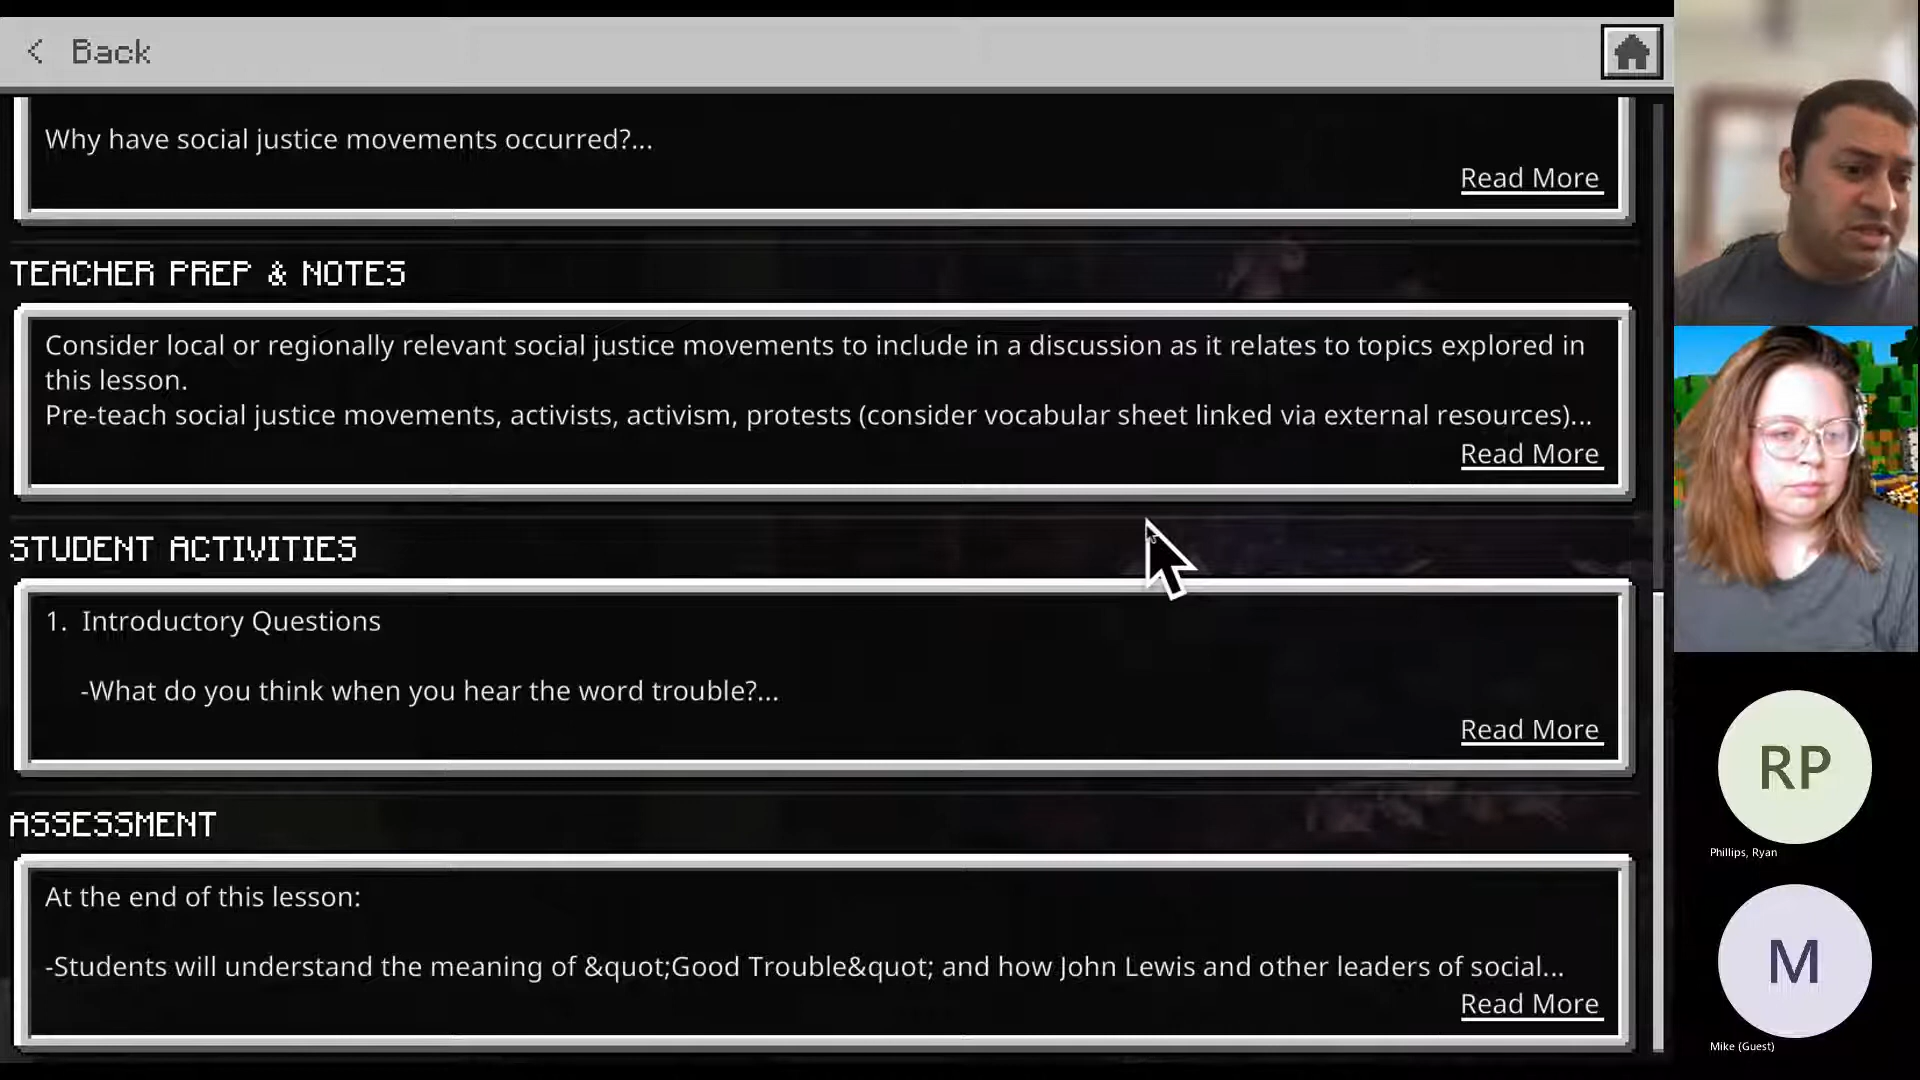 Back
Why have social justice movements occurred?...
Read More
TEACHER PREP & NOTES
Consider local or regionally relevant social justice movements to include in a discussion as it relates to topics explored in
this lesson.
Pre-teach social justice movements, activists, activism, protests (consider vocabular sheet linked via external resources)...
Read More
STUDENT ACTIVITIES
1. Introductory Questions
-What do you think when you hear the word trouble?...
Read More
ASSESSMENT
At the end of this lesson:
-Students will understand the meaning of &quot;Good Trouble&quot; and how John Lewis and other leaders of social...
Read More
RP
Phillips, Ryan
M
Mike (Guest)